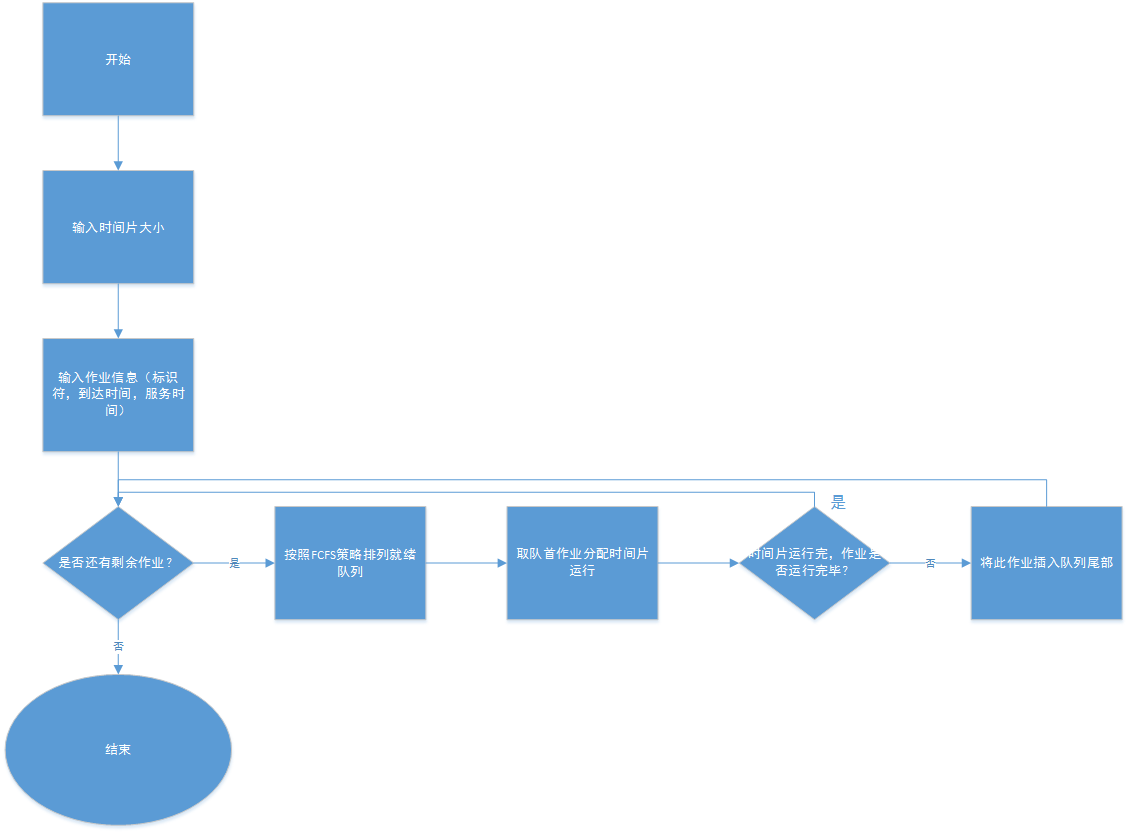 开始
输入时间片大小
输入作业信息（标识
符，到达时间，服务时
间）
是
是否还有剩余作业？
是
按照FCFS策略排列就绪
队列
取队首作业分配时间片
运行
时间片运行完，作业是
否运行完毕？
否
将此作业插入队列尾部
否
结束